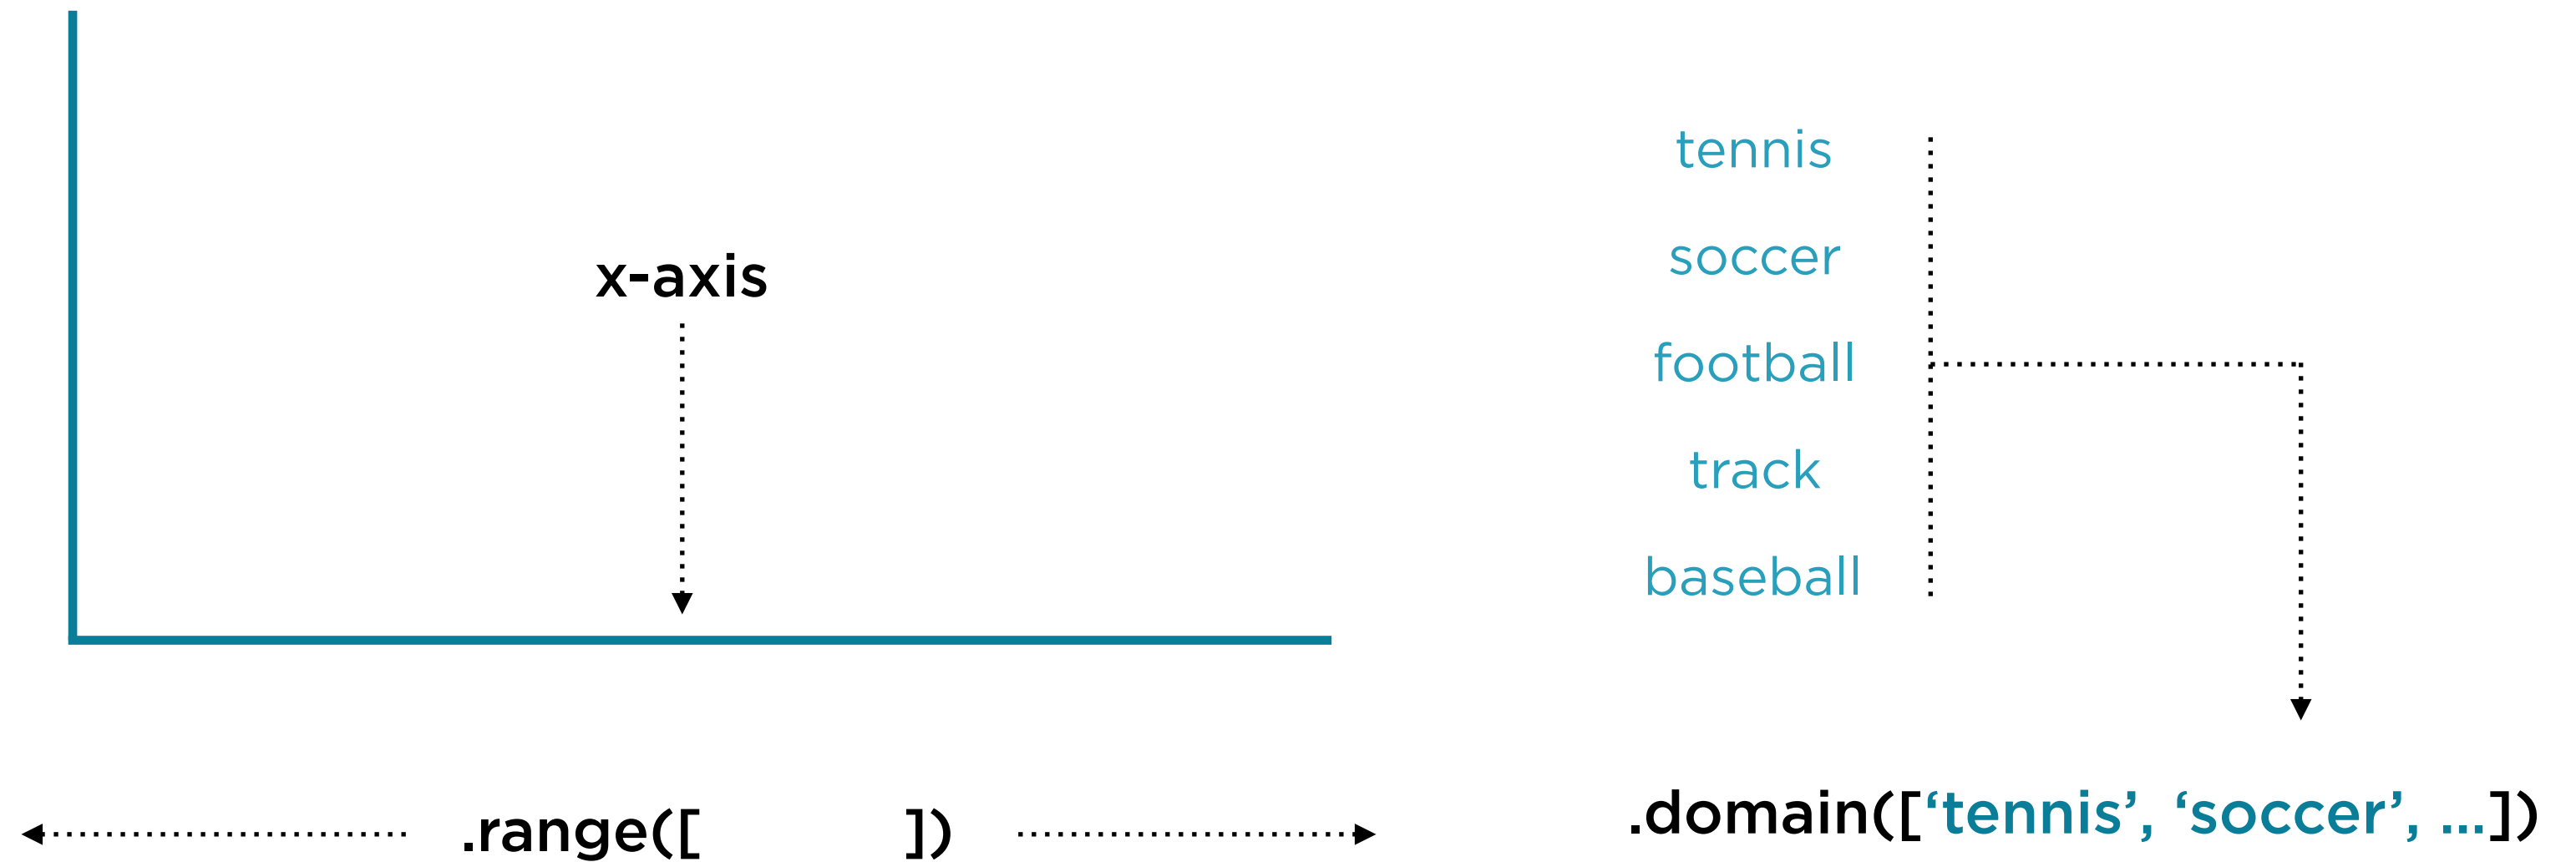 x-axis
.range([ ])
tennis
soccer
football
track
baseball
.domain([‘tennis’, ‘soccer’, ...])